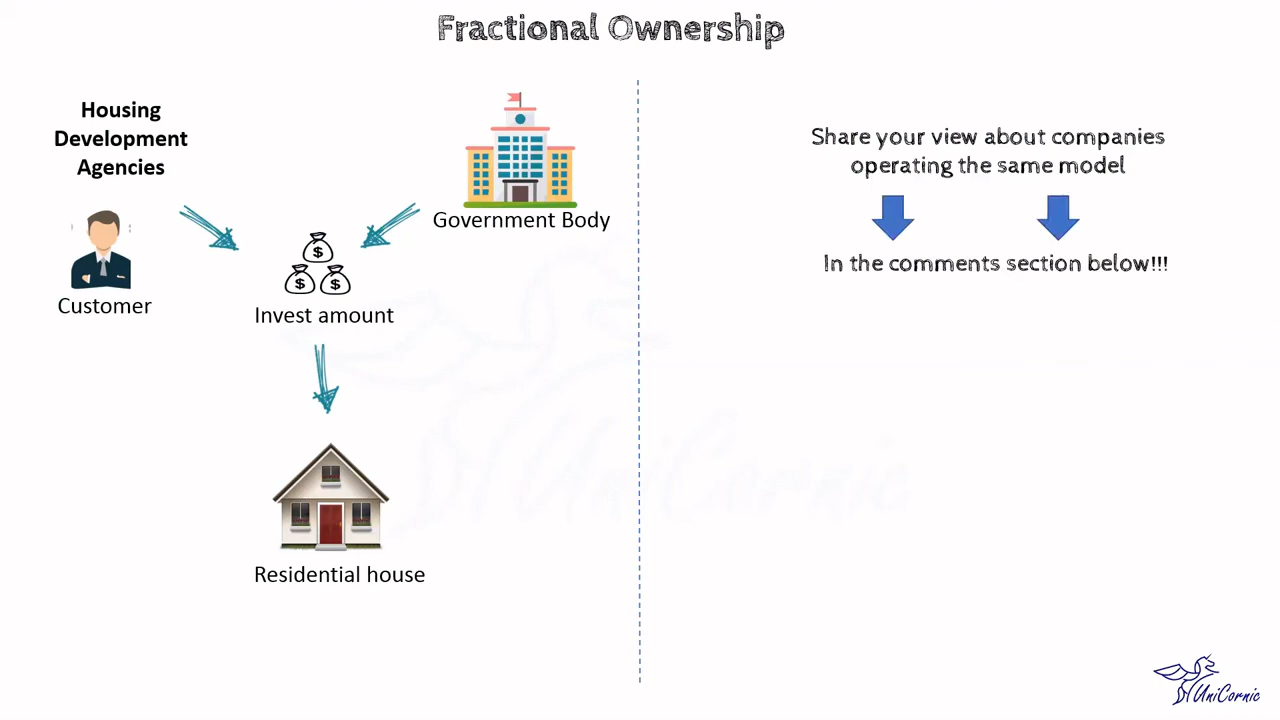 Fractional Ownership
Housing
Development
Agencies
Customer
Government Body
$
$ $
Invest amount
Residential house
Share your view about companies
operating the same model
In the comments section below!!!
UniCornic
UniCornic